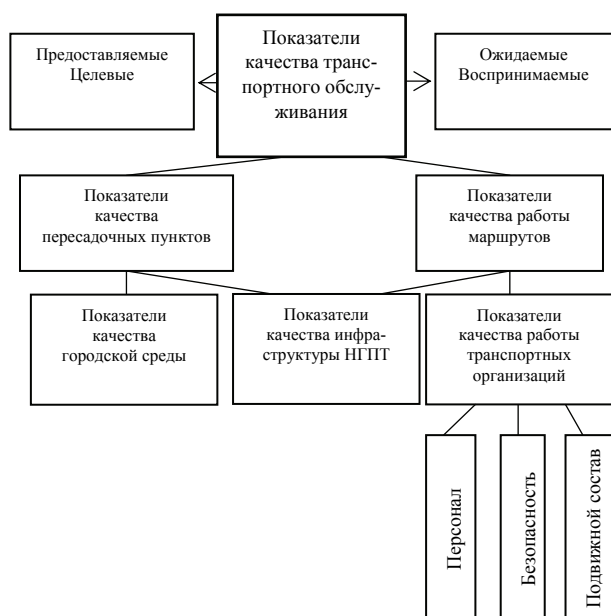 Предоставляемые
Целевые
Показатели
качества транс-
портного обслу-
живания
Ожидаемые
Воспринимаемые
Показатели
качества
пересадочных пунктов
Показатели
качества работы
маршрутов
Показатели
качества
городской среды
Показатели
качества инфра-
структуры НГПТ
Показатели
качества работы
транспортных
организаций
Персонал
Безопасность
Подвижной состав